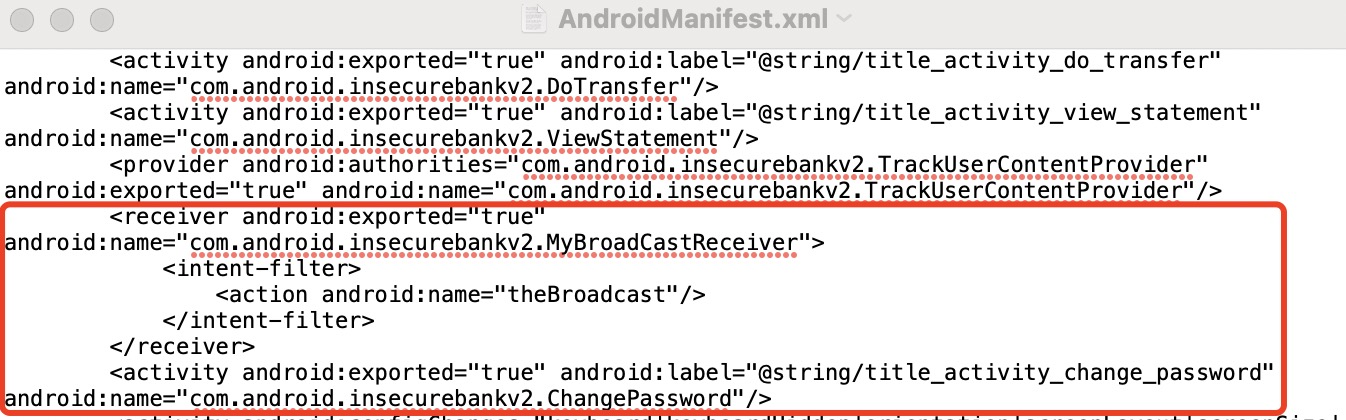 AndroidManifest.xml
<activity android:exported="true" android:label="@string/title_activity_do_transfer"
android:name="com.android.insecurebankv2.DoTransfer"/>
<activity android:exported="true" android:label="@string/title_activity_view_statement"
android:name="com.android.insecurebankv2.ViewStatement"/>
<provider android:authorities="com.android.insecurebankv2.TrackUserContentProvider"
android:exported="true" android:name="com.android.insecurebankv2.TrackUserContentProvider"/>
<receiver android:exported="true"
android:name="com.android.insecurebankv2.MyBroadCastReceiver">
<intent-filter>
<action android:name="theBroadcast"/>
</intent-filter>
</receiver>
<activity android:exported="true" android:label="@string/title_activity_change_password"
android:name="com.android.insecurebankv2.ChangePassword"/>